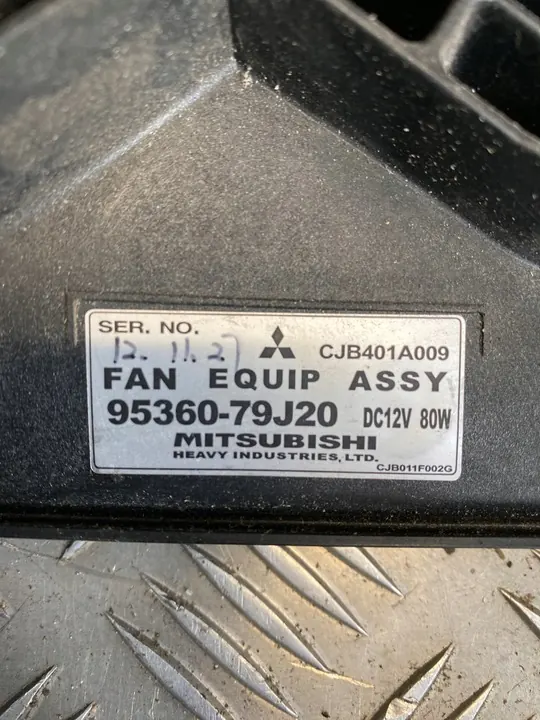 SER. NO.
12. 11. 27 CJB401A009
FAN EQUIP ASSY
95360-79J20 DC12V 80W
MITSUBISHI
HEAVY INDUSTRIES, LTD.
CJB011F002G